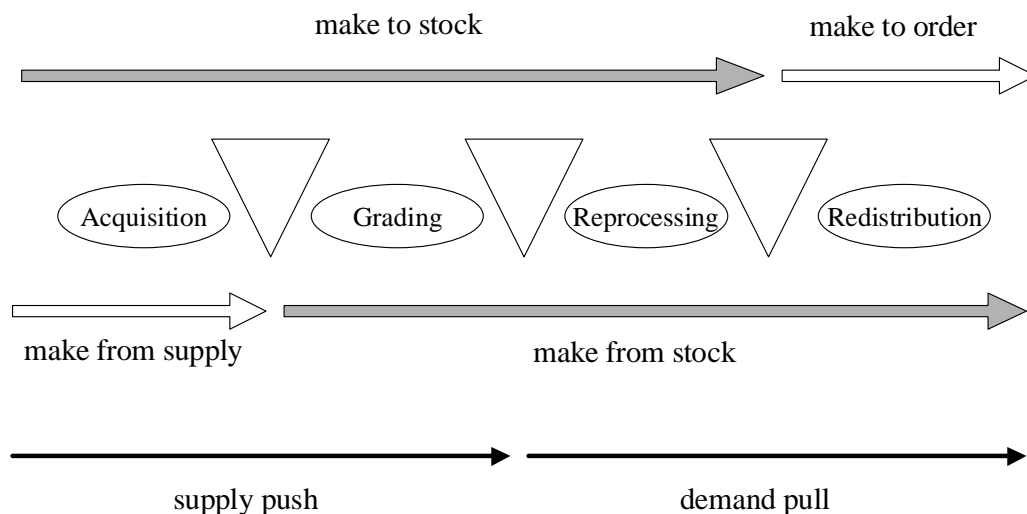 make to stock
make to order
Acquisition
Grading
Reprocessing
Redistribution
make from supply
make from stock
supply push
demand pull